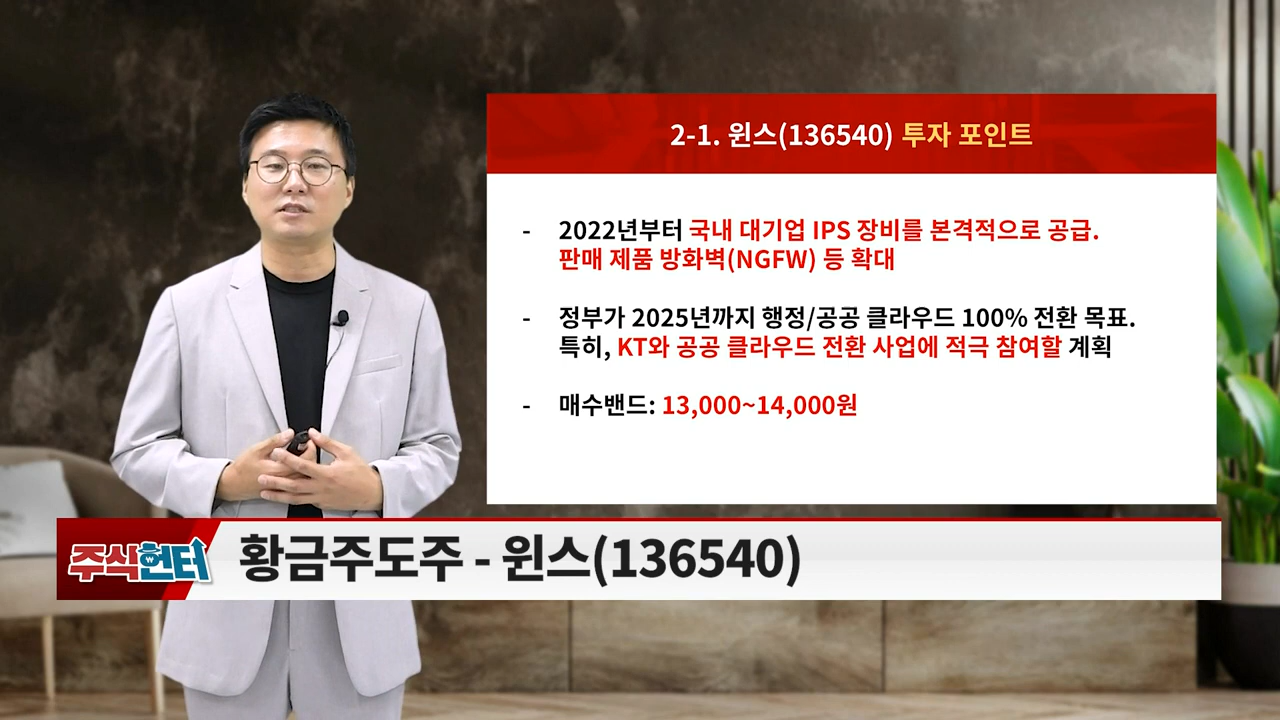 2-1. 윈스(136540) 투자 포인트
- 2022년부터 국내 대기업 IPS 장비를 본격적으로 공급.
판매 제품 방화벽(NGFW) 등 확대
- 정부가 2025년까지 행정/공공 클라우드 100% 전환 목표.
특히, KT와 공공 클라우드 전환 사업에 적극 참여할 계획
- 매수밴드: 13,000~14,000원
주식헌터
황금주도주 - 윈스(136540)